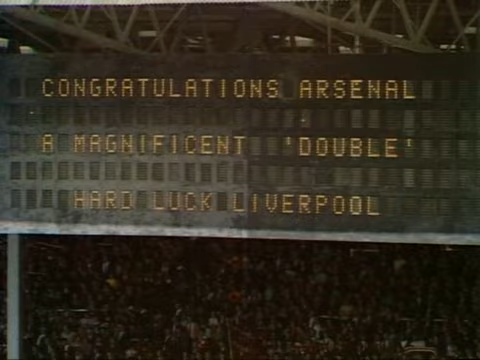 CONGRATULATIONS ARSENAL
A MAGNIFICENT 'DOUBLE'
HARD LUCK LIVERPOOL